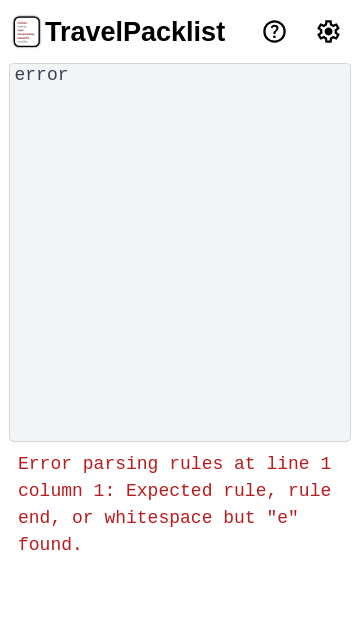 TravelPacklist
error
Error parsing rules at line 1
column 1: Expected rule, rule
end, or whitespace but "e"
found.